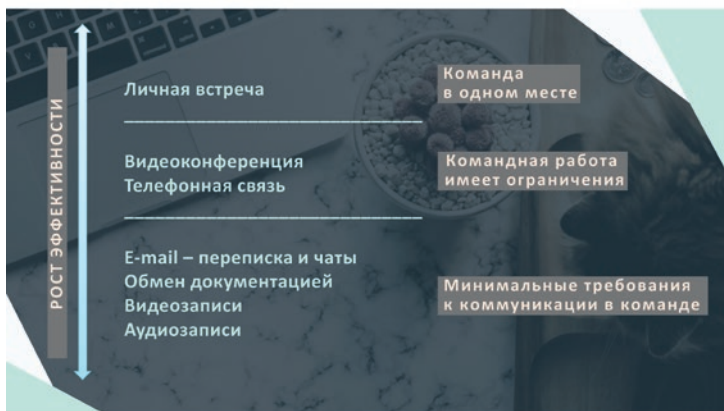 РОСТ ЭФФЕКТИВНОСТИ
Личная встреча
Команда
в одном месте
Видеоконференция
Телефонная связь
Командная работа
имеет ограничения
E-mail – переписка и чаты
Обмен документацией
Видеозаписи
Аудиозаписи
Минимальные требования
к коммуникации в команде